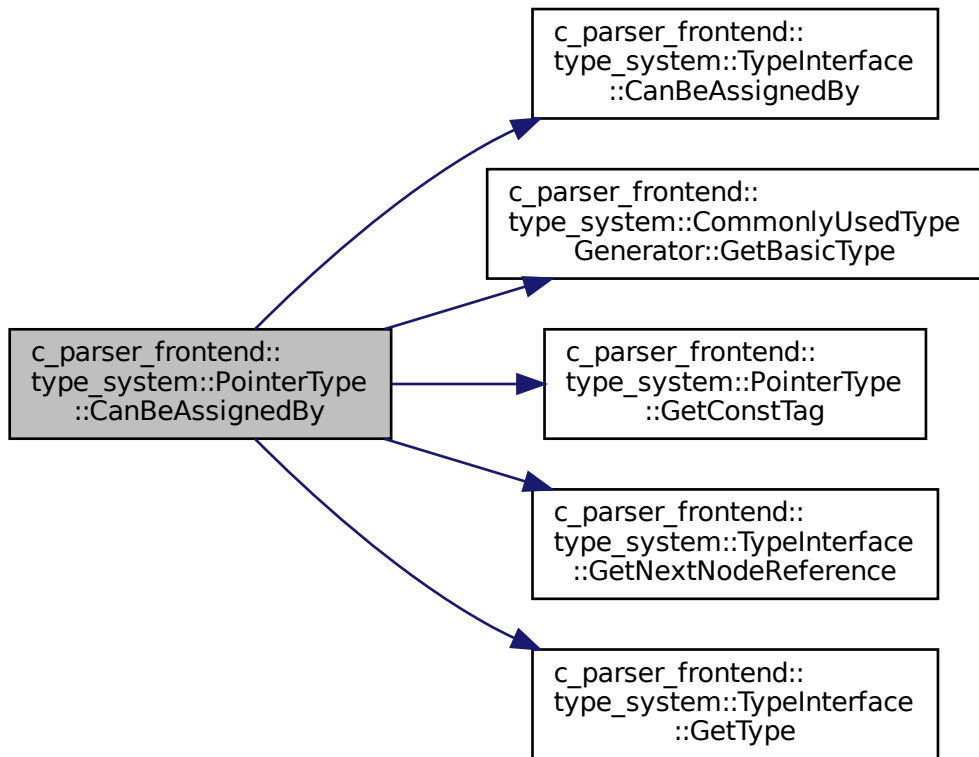 c_parser_frontend::
type_system::TypeInterface
::CanBeAssignedBy
c_parser_frontend::
type_system::CommonlyUsedType
Generator::GetBasicType
c_parser_frontend::
type_system::PointerType
::CanBeAssignedBy
c_parser_frontend::
type_system::PointerType
::GetConstTag
c_parser_frontend::
type_system::TypeInterface
::GetNextNodeReference
c_parser_frontend::
type_system::TypeInterface
::GetType